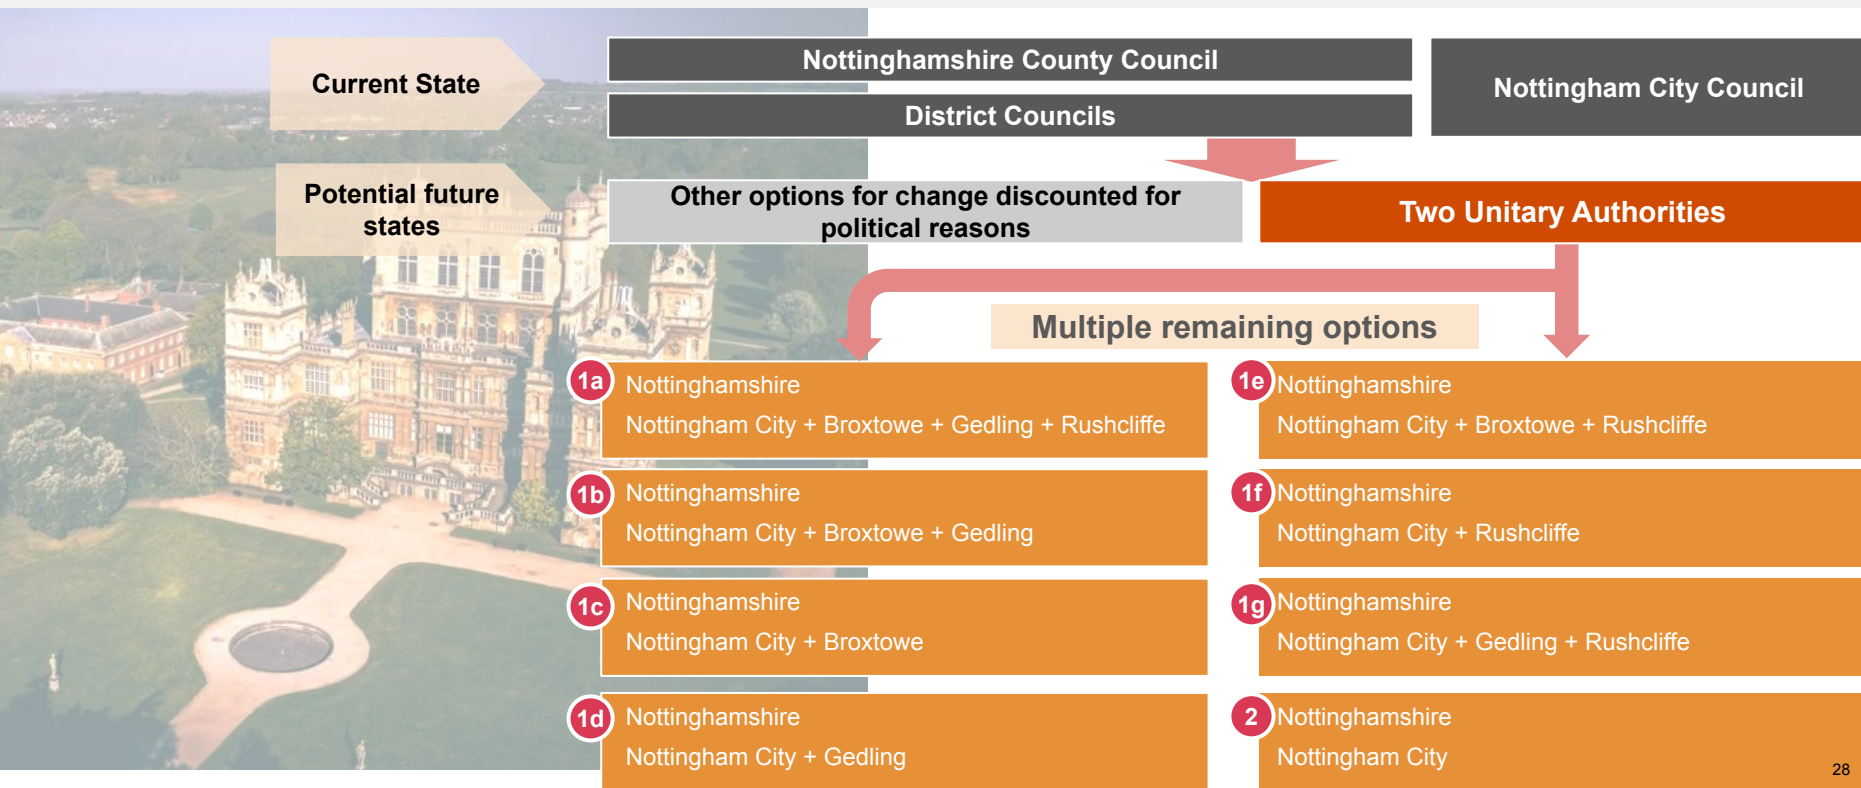 Current State
Nottinghamshire County Council
District Councils
Nottingham City Council
Potential future
states
Other options for change discounted for
political reasons
Two Unitary Authorities
Multiple remaining options
1a
Nottinghamshire
Nottingham City + Broxtowe + Gedling + Rushcliffe
1b
Nottinghamshire
Nottingham City + Broxtowe + Gedling
1c
Nottinghamshire
Nottingham City + Broxtowe
1d
Nottinghamshire
Nottingham City + Gedling
1e
Nottinghamshire
Nottingham City + Broxtowe + Rushcliffe
1f
Nottinghamshire
Nottingham City + Rushcliffe
1g
Nottinghamshire
Nottingham City + Gedling + Rushcliffe
2
Nottinghamshire
Nottingham City
28